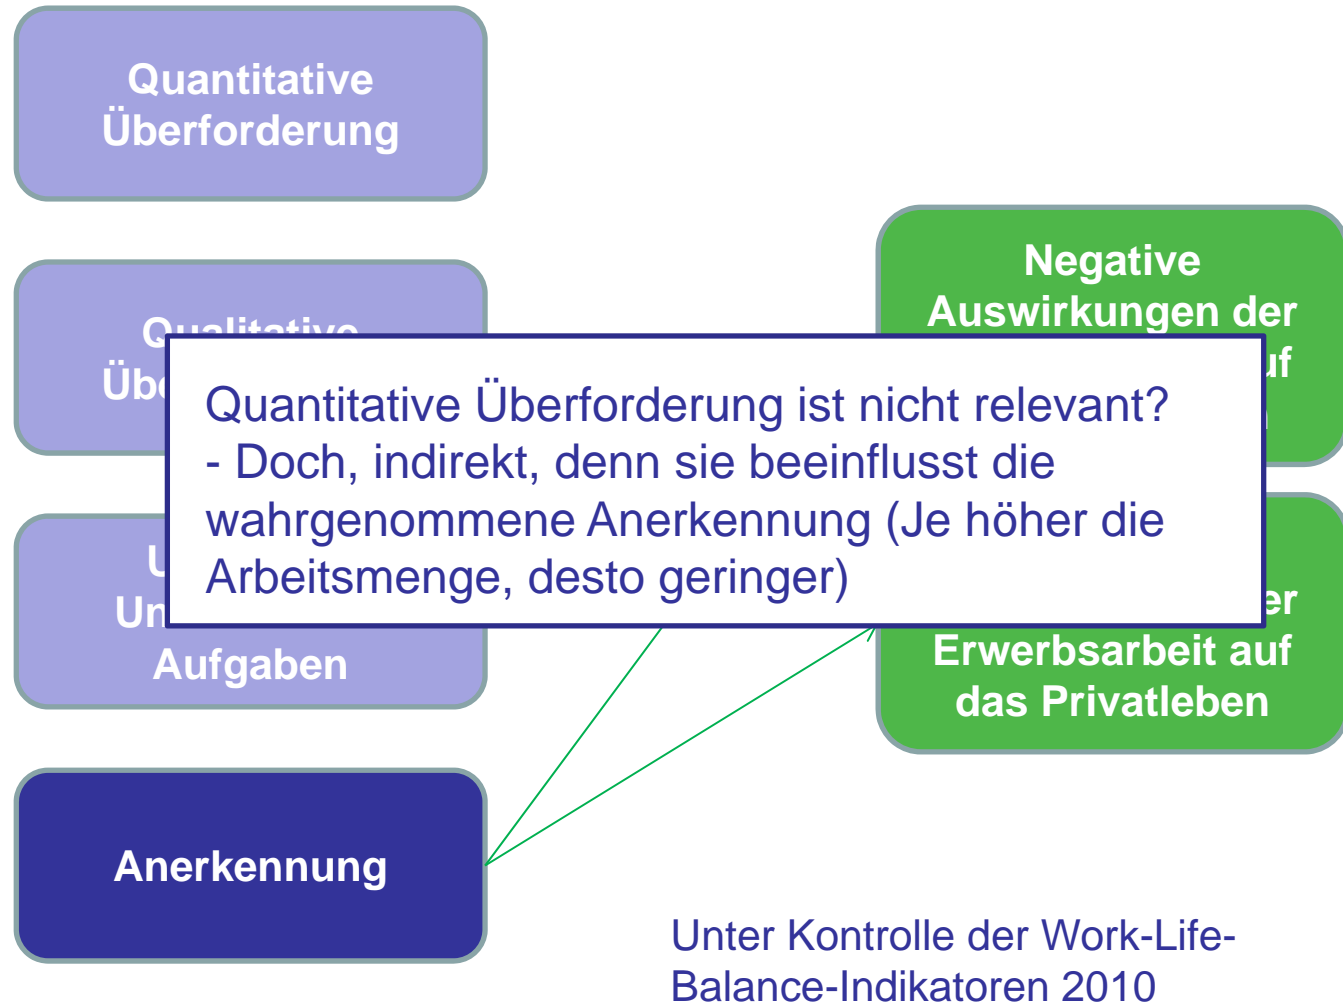 Quantitative
Überforderung
Negative
Auswirkungen der
Qualitative
Quantitative Überforderung ist nicht relevant?
- Doch, indirekt, denn sie beeinflusst die
wahrgenommene Anerkennung (Je höher die
Arbeitsmenge, desto geringer)
Aufgaben
Erwerbsarbeit auf
das Privatleben
Anerkennung
Unter Kontrolle der Work-Life-
Balance-Indikatoren 2010